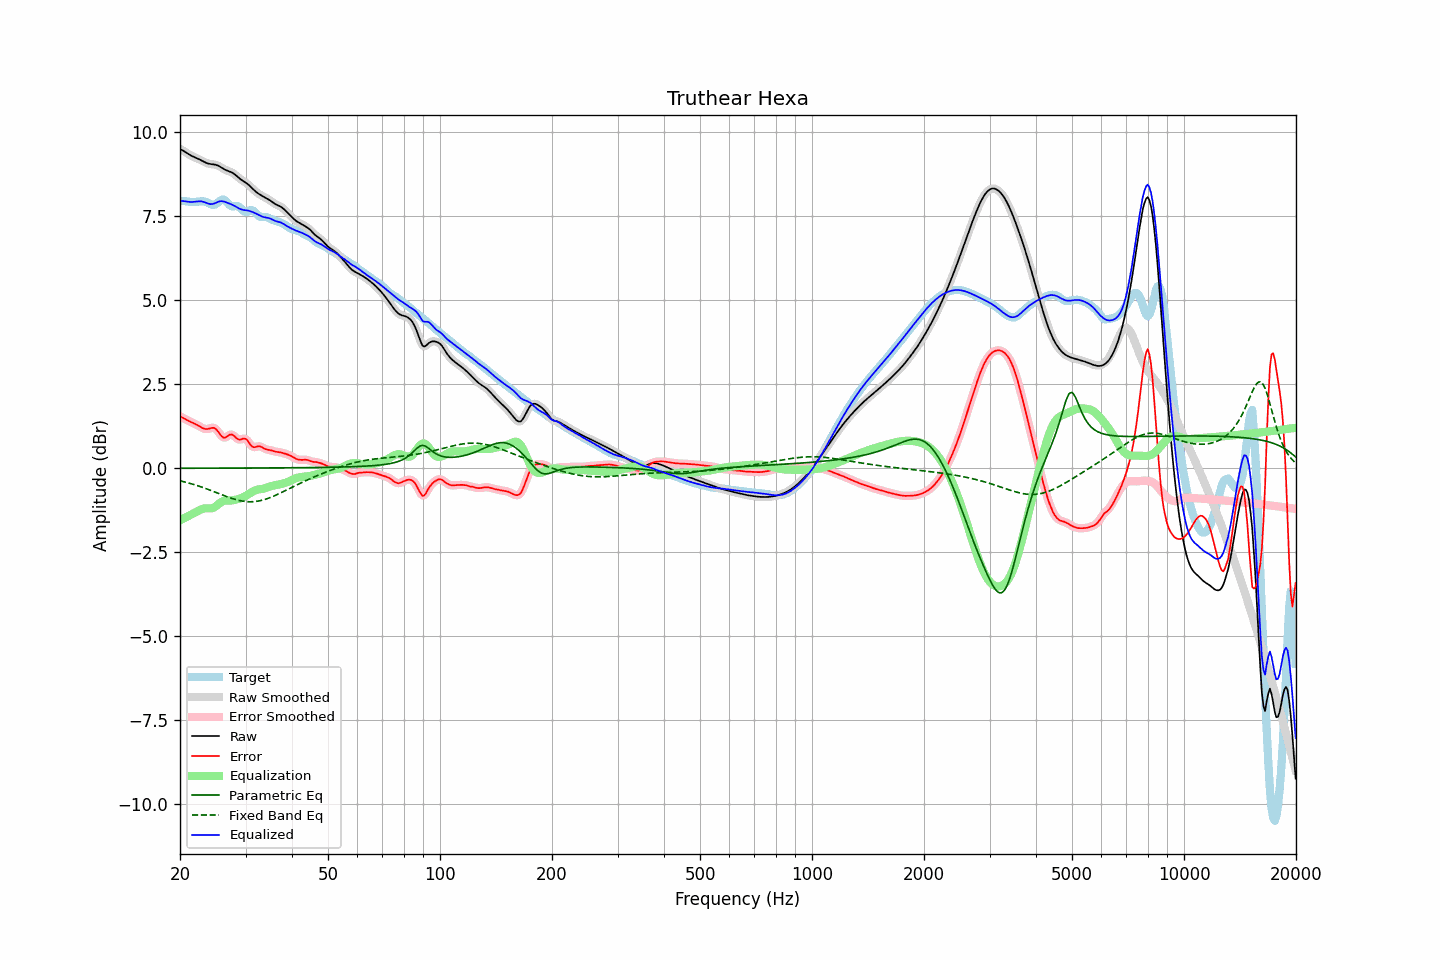 Truthear Hexa
Amplitude (dBr)
10.0
7.5
5.0
2.5
0.0
−2.5
−5.0
−7.5
−10.0
Target
Raw Smoothed
Error Smoothed
Raw
Error
Equalization
Parametric Eq
Fixed Band Eq
Equalized
20 50 100 200 500 1000 2000 5000 10000 20000
Frequency (Hz)